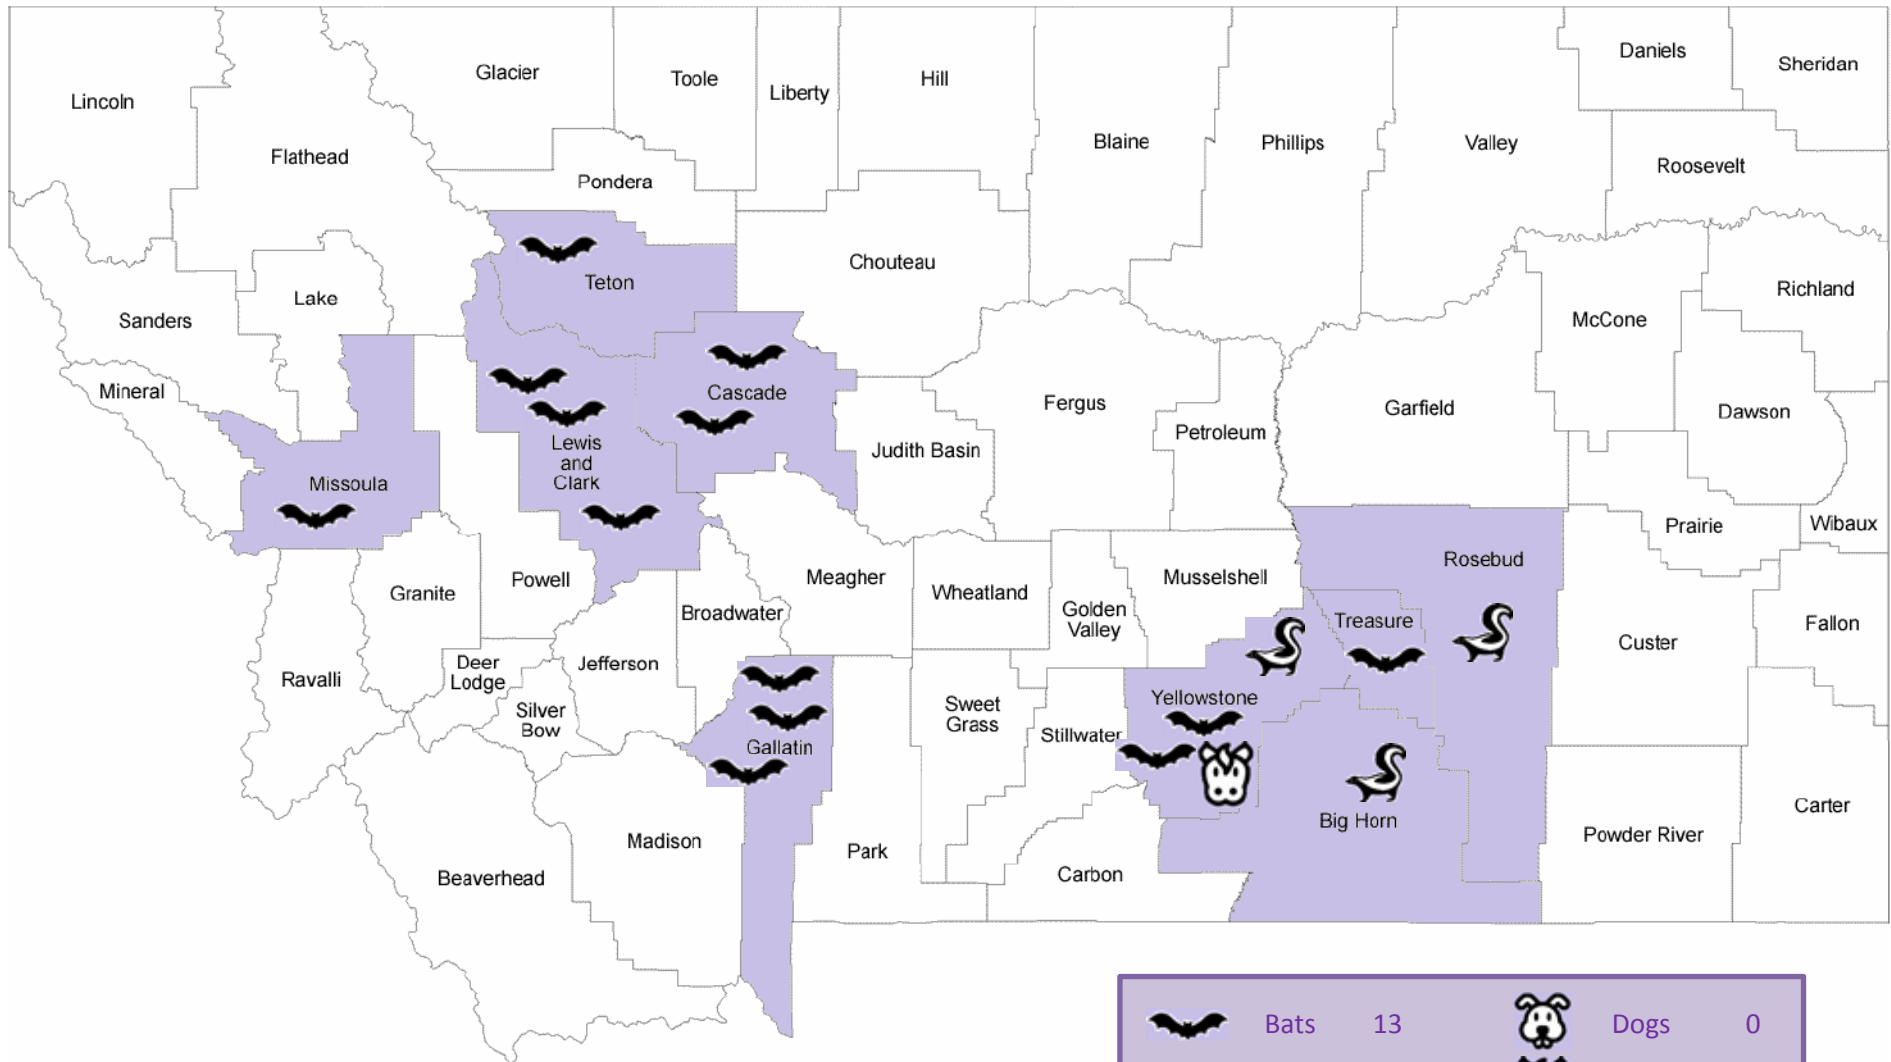 Glacier
Toole
Liberty
Hill
Daniels
Sheridan
Lincoln
Flathead
Blaine
Phillips
Valley
Roosevelt
Pondera
Chouteau
Teton
Lake
Sanders
McCone
Richland
Mineral
Cascade
Fergus
Petroleum
Garfield
Dawson
Judith Basin
Lewis
and
Clark
Missoula
Prairie
Wibaux
Rosebud
Granite
Powell
Meagher
Wheatland
Musselshell
Broadwater
Golden
Valley
Treasure
Fallon
Custer
Ravalli
Deer
Lodge
Jefferson
Silver
Bow
Sweet
Grass
Yellowstone
Stillwater
Gallatin
Madison
Park
Big Horn
Carter
Powder River
Beaverhead
Carbon
Bats 13
Dogs 0